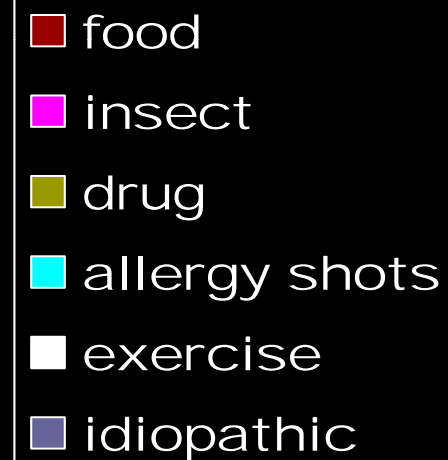 food
insect
drug
allergy shots
exercise
idiopathic